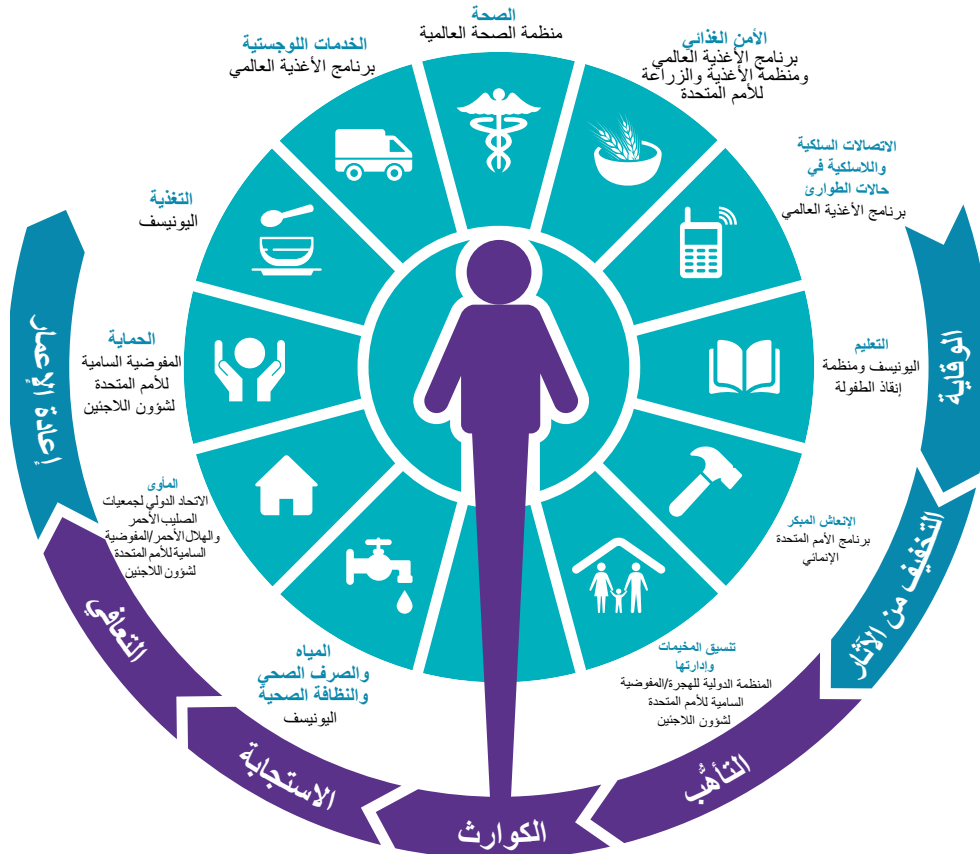 الصحة
منظمة الصحة العالمية
الأمن الغذائي
برنامج الأغذية العالمي
ومنظمة الأغذية والزراعة
للأمم المتحدة
الاتصالات السلكية
واللاسلكية في
حالات الطوارئ
برنامج الأغذية العالمي
التعليم
اليونيسف ومنظمة
إنقاذ الطفولة
الإنعاش المبكر
برنامج الأمم المتحدة
الإنمائي
تنسيق المخيمات
وإدارتها
المنظمة الدولية للهجرة/المفوضية
السامية للأمم المتحدة
لشؤون اللاجئين
المياه
والصرف الصحي
والنظافة الصحية
اليونيسف
المأوى
الاتحاد الدولي لجمعيات
الصليب الأحمر
والهلال الأحمر/المفوضية
السامية للأمم المتحدة
لشؤون اللاجئين
الحماية
المفوضية السامية
للأمم المتحدة
لشؤون اللاجئين
التغذية
اليونيسف
الخدمات اللوجستية
برنامج الأغذية العالمي
الوقاية
التخفيف من الآثار
التأهُّب
الكوارث
الاستجابة
التعافي
إعادة الإعمار